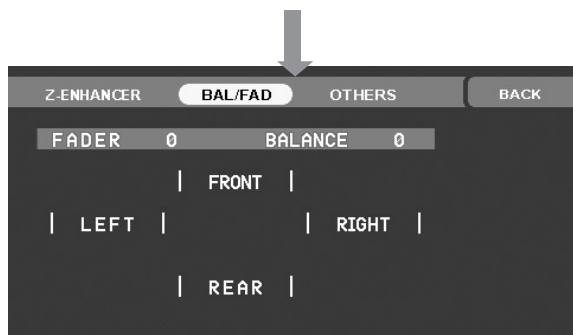 Z-ENHANCER BAL/FAD OTHERS BACK
FADER 0 BALANCE 0
FRONT
LEFT RIGHT
REAR